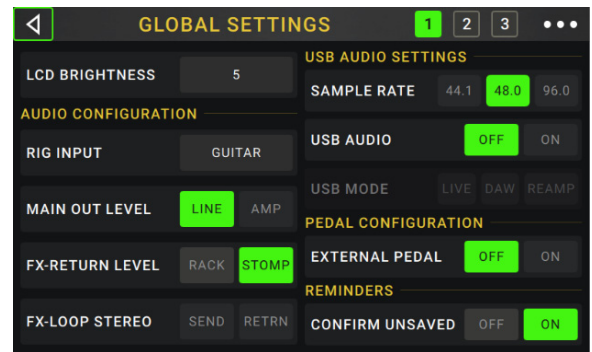 GLOBAL SETTINGS 1 2 3
LCD BRIGHTNESS 5
AUDIO CONFIGURATION
RIG INPUT GUITAR
MAIN OUT LEVEL LINE AMP
FX-RETURN LEVEL RACK STOMP
FX-LOOP STEREO SEND RETRN
USB AUDIO SETTINGS
SAMPLE RATE 44.1 48.0 96.0
USB AUDIO OFF ON
USB MODE LIVE DAW REAMP
PEDAL CONFIGURATION
EXTERNAL PEDAL OFF ON
REMINDERS
CONFIRM UNSAVED OFF ON